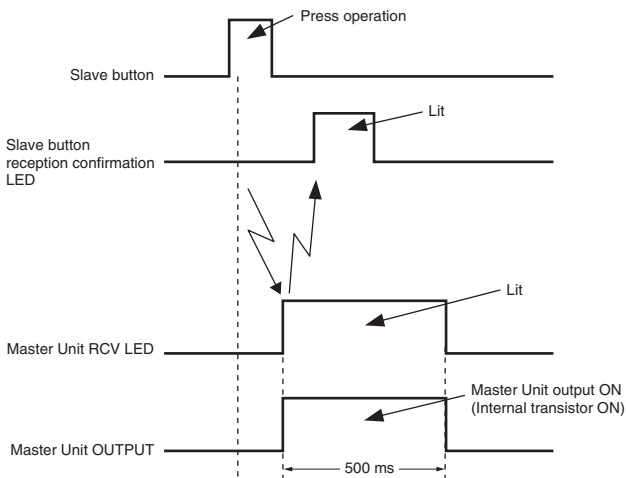 Press operation
Slave button
Lit
Slave button
reception confirmation
LED
Lit
Master Unit RCV LED
Master Unit output ON
(Internal transistor ON)
Master Unit OUTPUT
500 ms